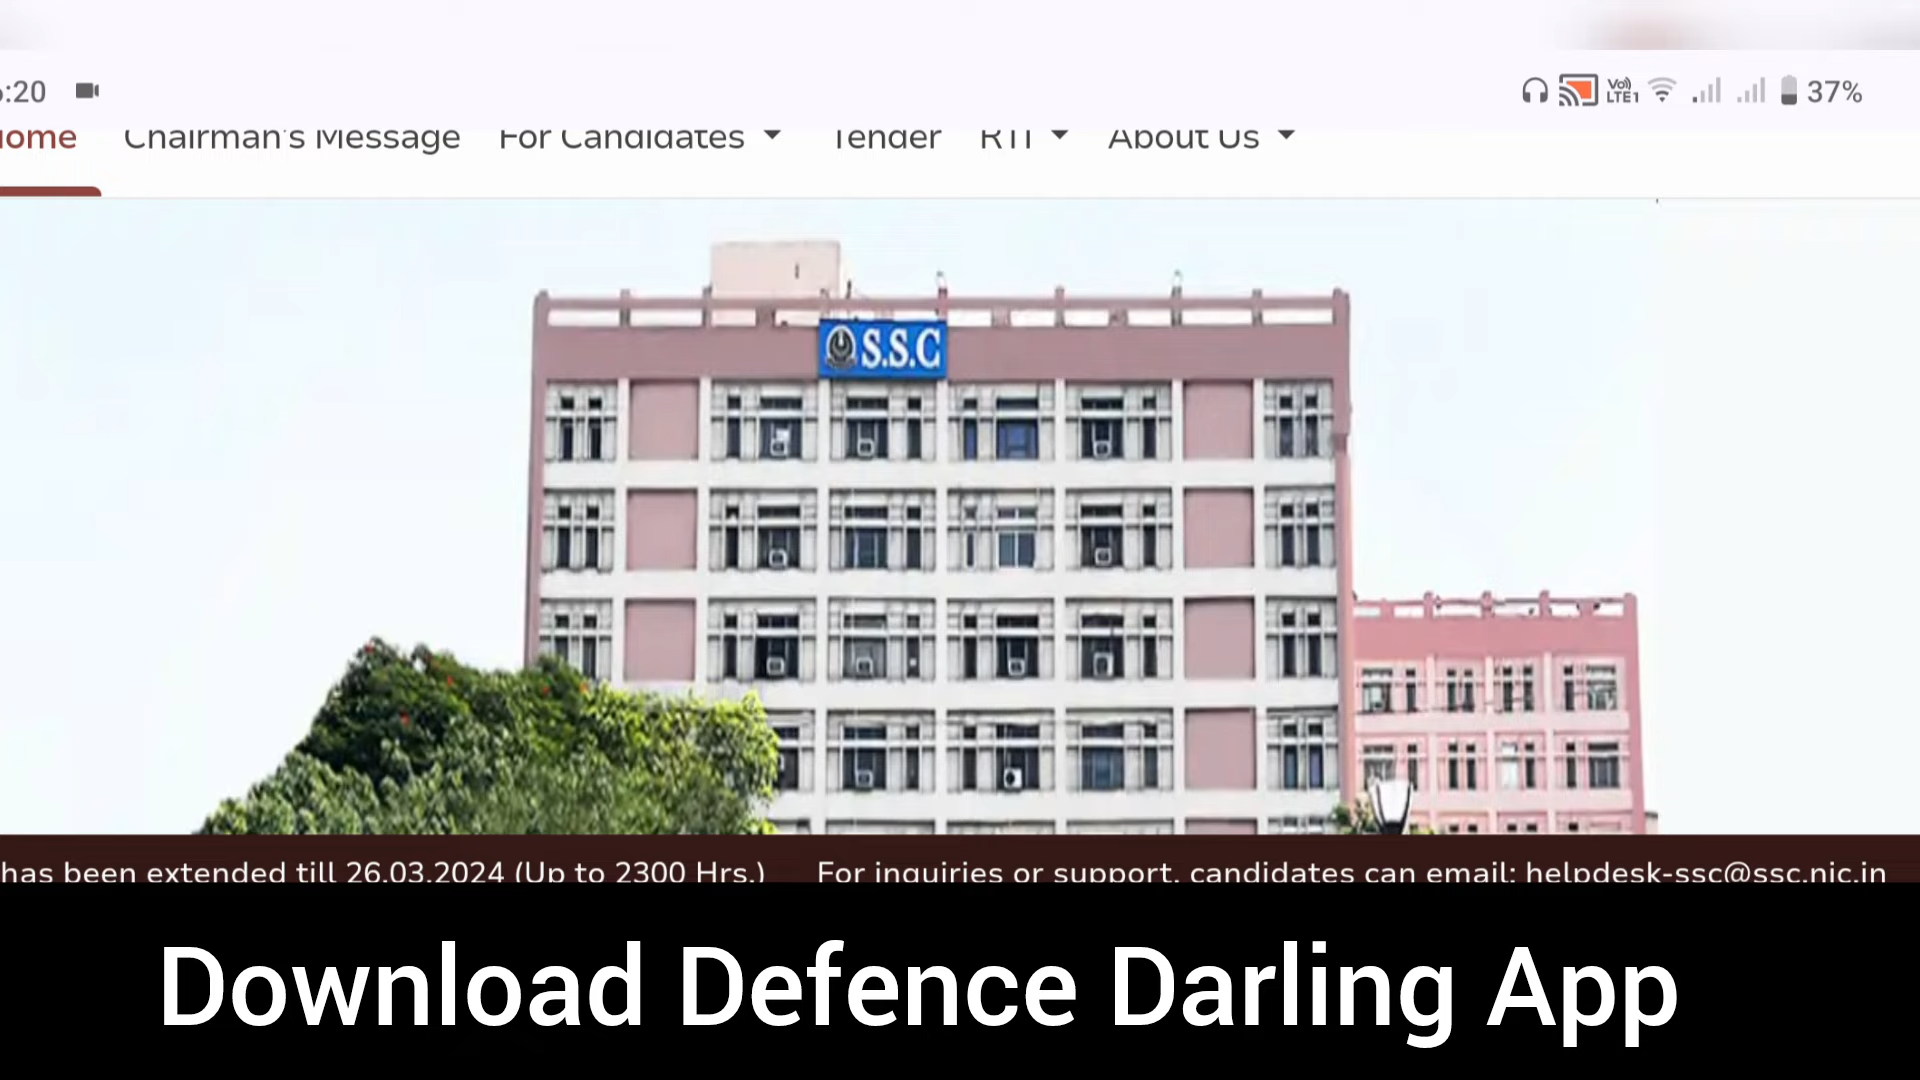 :20 Vo) LTE1 37%
ome Chairman's Message For Candidates Tender RTI About Us
S.S.C
has been extended till 26.03.2024 (Up to 2300 Hrs.) For inquiries or support, candidates can email: helpdesk-ssc@ssc.nic.in
Download Defence Darling App